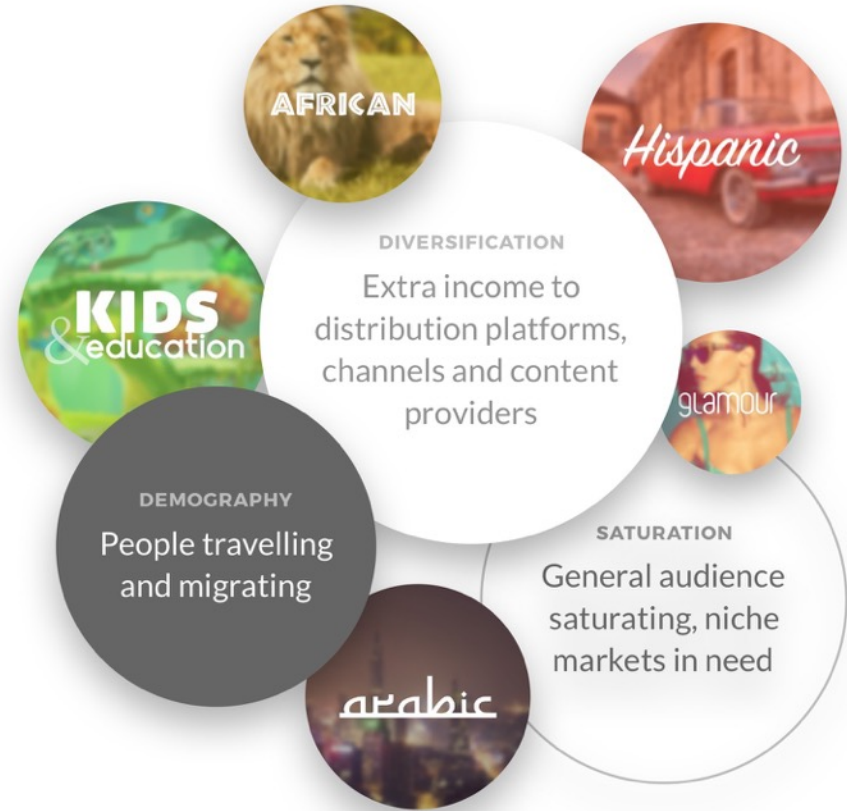 AFRICAN
Hispanic
DIVERSIFICATION
Extra income to
distribution platforms,
channels and content
providers
KIDS
&education
glamour
DEMOGRAPHY
People travelling
and migrating
SATURATION
General audience
saturating, niche
markets in need
arabic